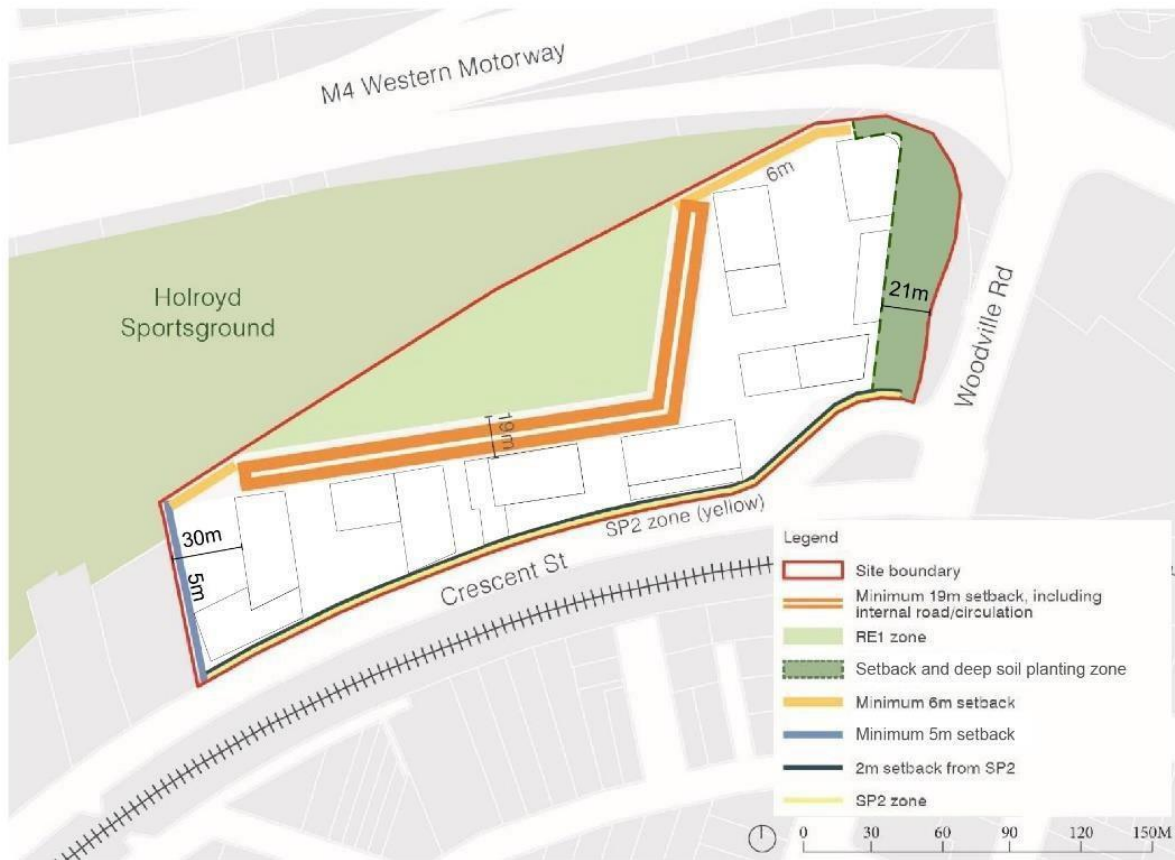 M4 Western Motorway
6m
Holroyd
Sportsground
21m
Woodville Rd
19m
SP2 zone (yellow)
30m
5m
Crescent St
Legend
Site boundary
Minimum 19m setback, including
internal road/circulation
RE1 zone
Setback and deep soil planting zone
Minimum 6m setback
Minimum 5m setback
2m setback from SP2
SP2 zone
0 30 60 90 120 150M